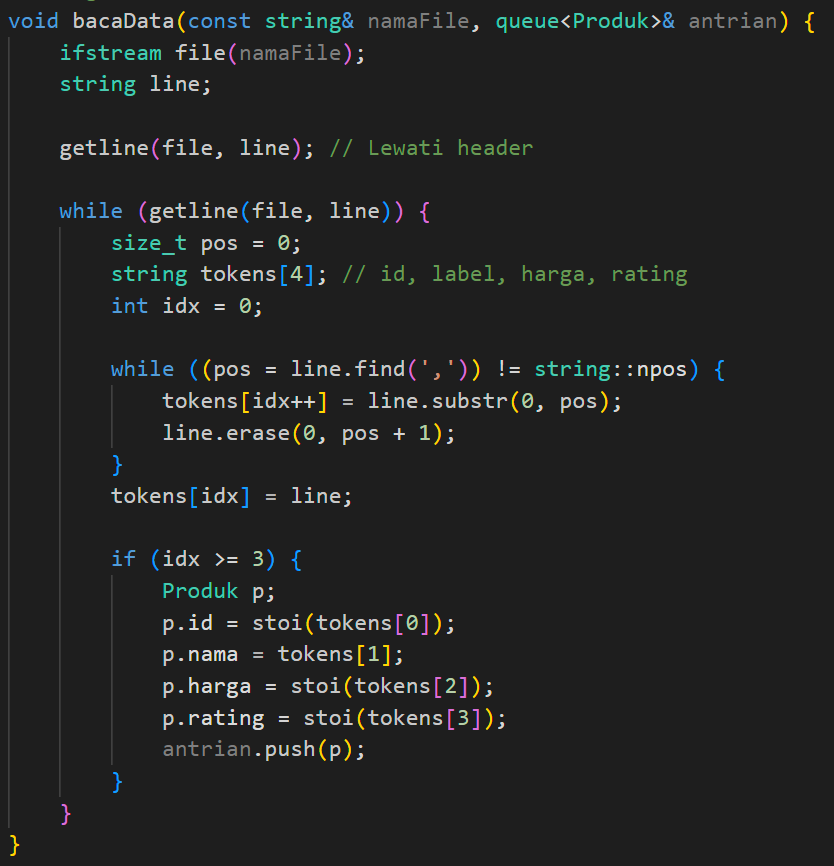 void bacaData(const string& namaFile, queue<Produk>& antrian) {
    ifstream file(namaFile);
    string line;

    getline(file, line); // Lewati header

    while (getline(file, line)) {
        size_t pos = 0;
        string tokens[4]; // id, label, harga, rating
        int idx = 0;

        while ((pos = line.find(',')) != string::npos) {
            tokens[idx++] = line.substr(0, pos);
            line.erase(0, pos + 1);
        }
        tokens[idx] = line;

        if (idx >= 3) {
            Produk p;
            p.id = stoi(tokens[0]);
            p.nama = tokens[1];
            p.harga = stoi(tokens[2]);
            p.rating = stoi(tokens[3]);
            antrian.push(p);
        }
    }
}